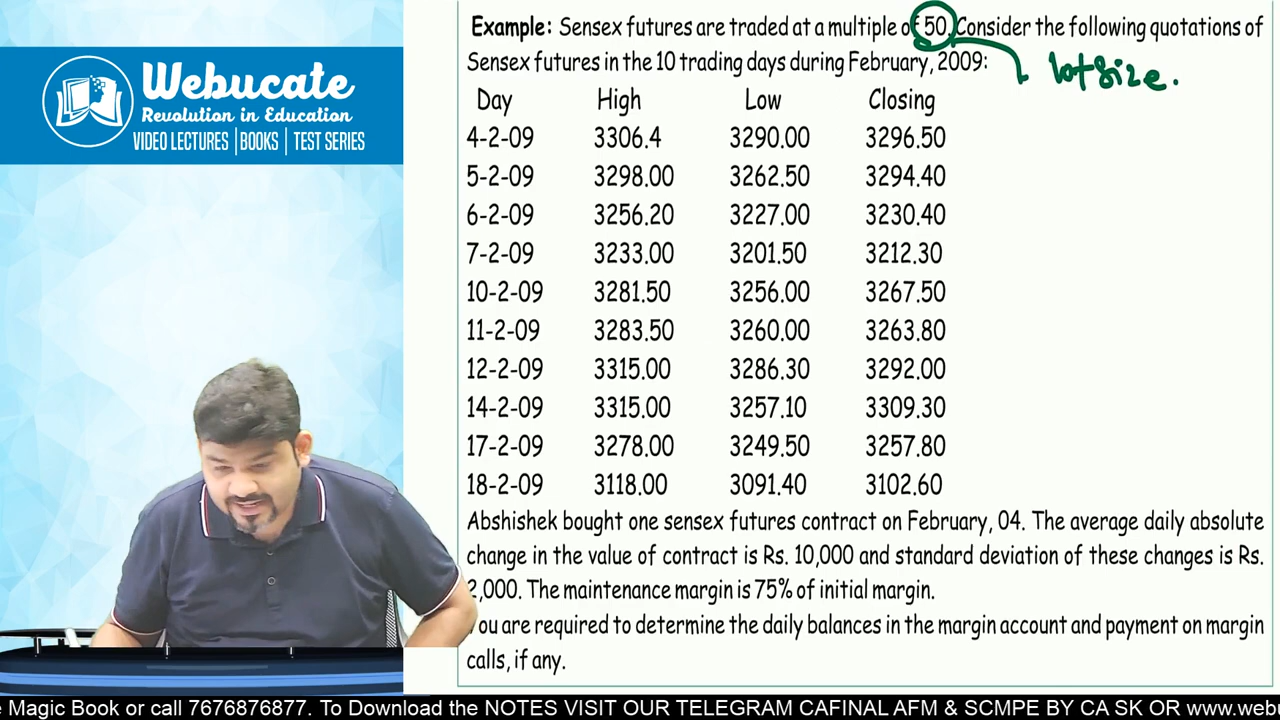 Webucate
Revolution in Education
VIDEO LECTURES | BOOKS | TEST SERIES
Example: Sensex futures are traded at a multiple of 50. Consider the following quotations of
Sensex futures in the 10 trading days during February, 2009:
lot size.
Day High Low Closing
4-2-09 3306.4 3290.00 3296.50
5-2-09 3298.00 3262.50 3294.40
6-2-09 3256.20 3227.00 3230.40
7-2-09 3233.00 3201.50 3212.30
10-2-09 3281.50 3256.00 3267.50
11-2-09 3283.50 3260.00 3263.80
12-2-09 3315.00 3286.30 3292.00
14-2-09 3315.00 3257.10 3309.30
17-2-09 3278.00 3249.50 3257.80
18-2-09 3118.00 3091.40 3102.60
Abshishek bought one sensex futures contract on February, 04. The average daily absolute
change in the value of contract is Rs. 10,000 and standard deviation of these changes is Rs.
2,000. The maintenance margin is 75% of initial margin.
You are required to determine the daily balances in the margin account and payment on margin
calls, if any.
e Magic Book or call 7676876877. To Download the NOTES VISIT OUR TELEGRAM CAFINAL AFM & SCMPE BY CA SK OR www.webu